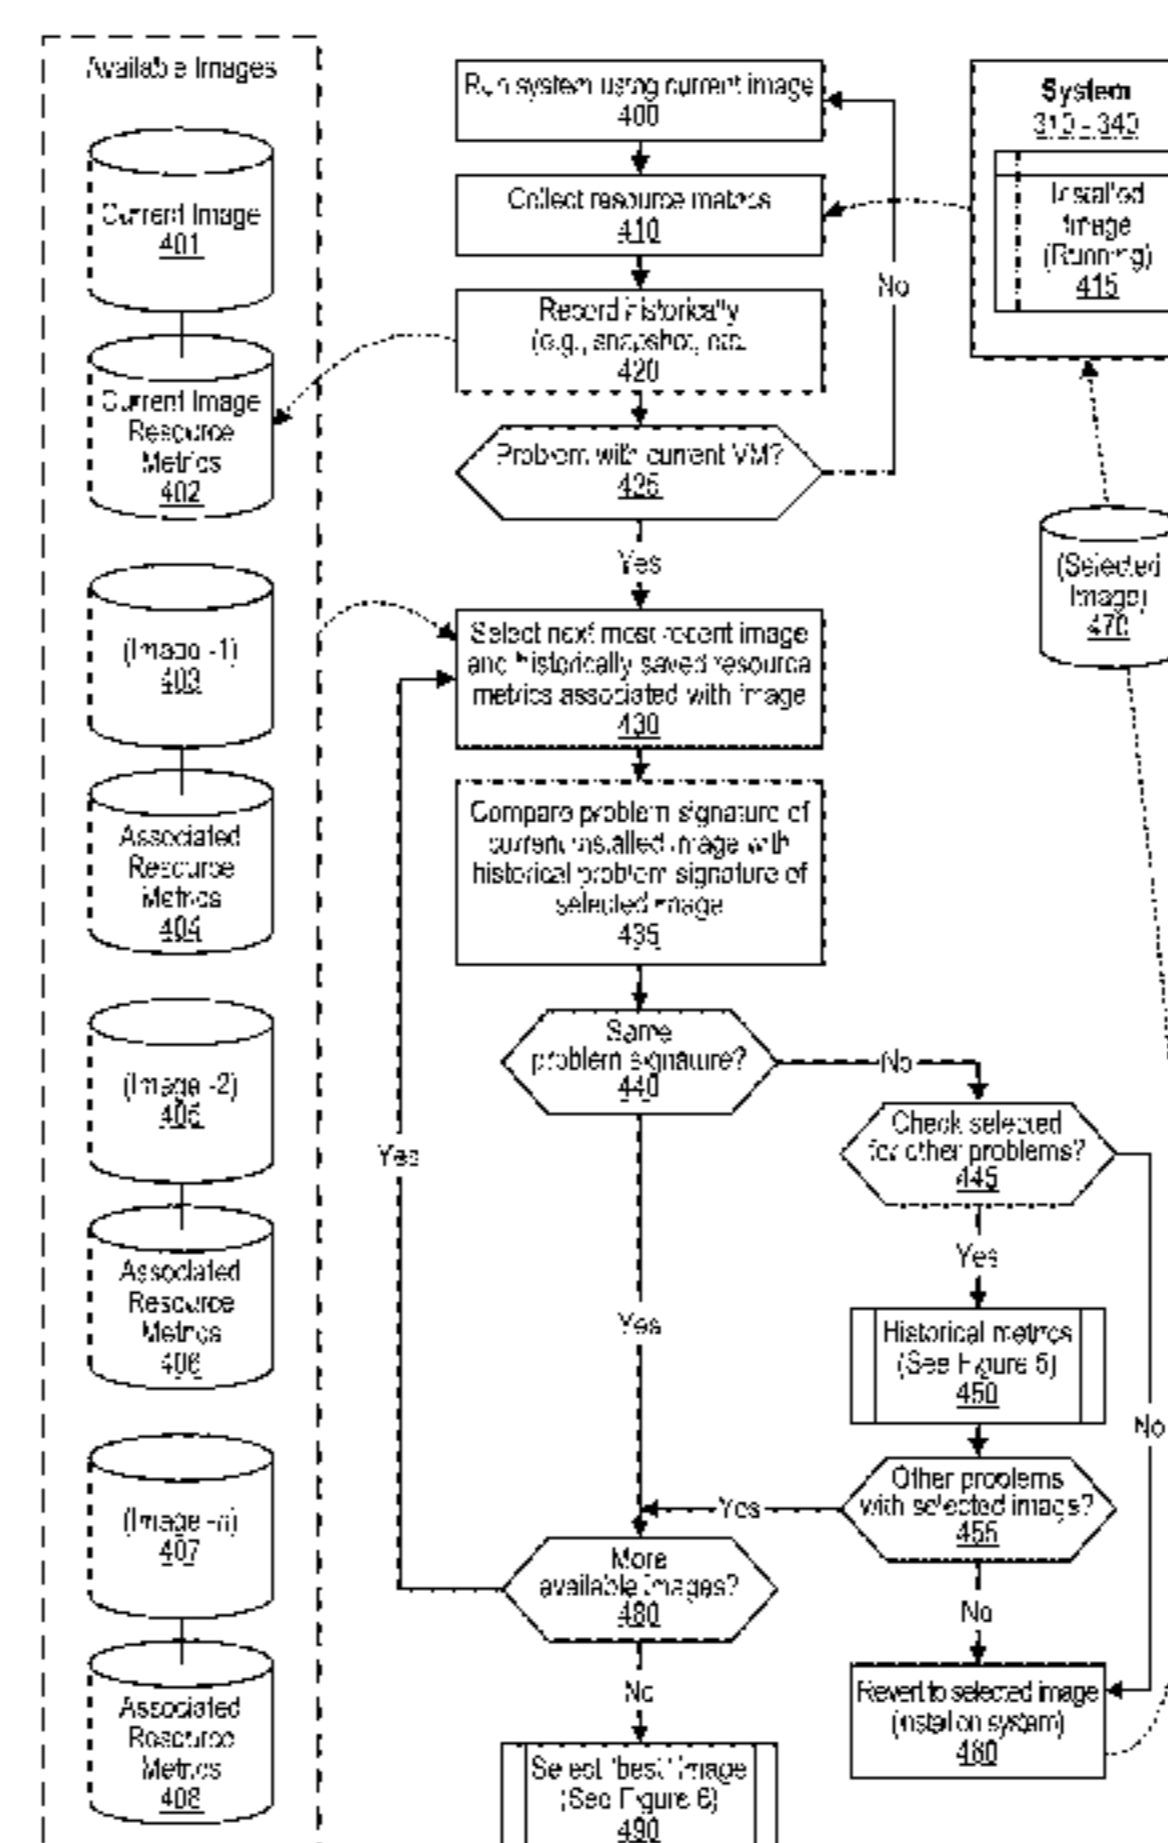 Available Images
Current Image
401
Current Image
Resource
Metrics
402
(Image -1)
403
Associated
Resource
Metrics
404
(Image -2)
405
Associated
Resource
Metrics
406
(Image -n)
407
Associated
Resource
Metrics
408
Run system using current image
400
Collect resource metrics
410
Record historically
(e.g., snapshot, etc.
420
Problem with current VM?
425
No
Yes
Select next most recent image
and historically saved resource
metrics associated with image
430
Compare problem signature of
current installed image with
historical problem signature of
selected image
435
Same
problem signature?
440
No
Yes
Yes
Check selected
for other problems?
445
Yes
No
Historical metrics
(See Figure 5)
450
Other problems
with selected image?
455
Yes
No
More
available images?
480
No
Revert to selected image
(install on system)
460
Select "best" image
(See Figure 6)
490
System
310 - 340
Installed
Image
(Running)
415
(Selected
Image)
470